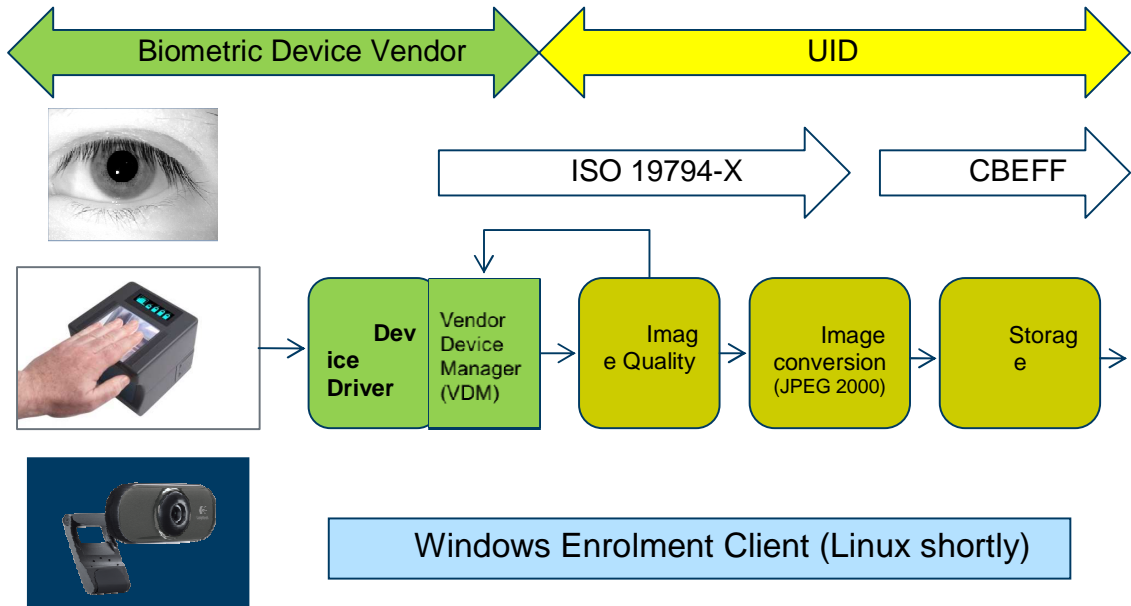 Biometric Device Vendor
UID
ISO 19794-X
CBEFF
Dev
ice
Driver
Vendor
Device
Manager
(VDM)
Imag
e Quality
Image
conversion
(JPEG 2000)
Storag
e
Windows Enrolment Client (Linux shortly)